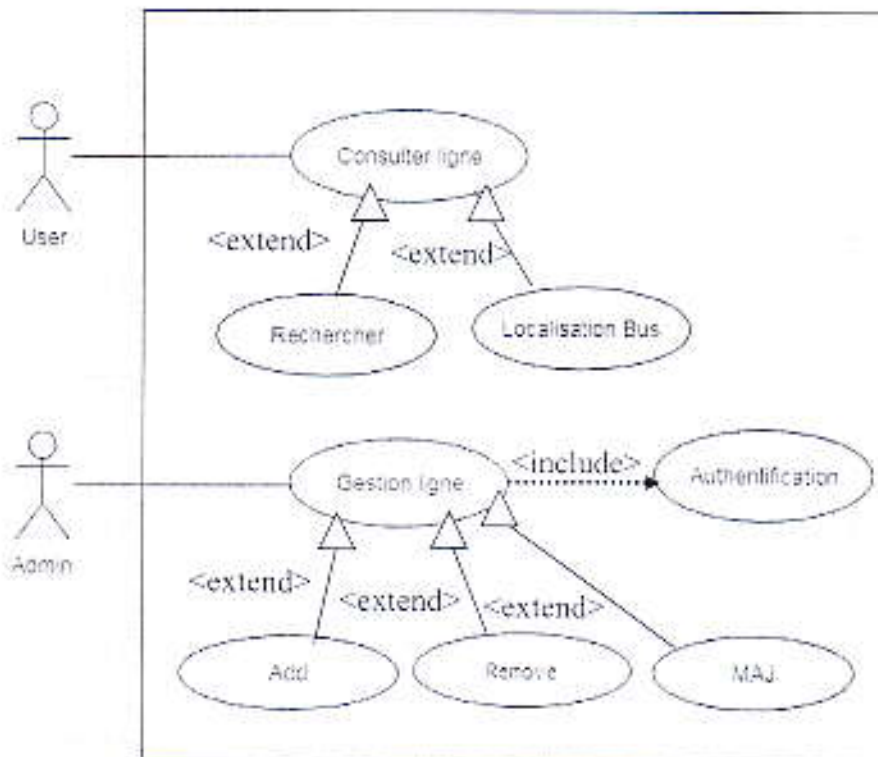 Consulter ligne
User
<extend>
<extend>
Rechercher
Localisation Bus
Gestion ligne
<include>
Authentification
Admin
<extend>
<extend>
<extend>
Add
Remove
MAJ